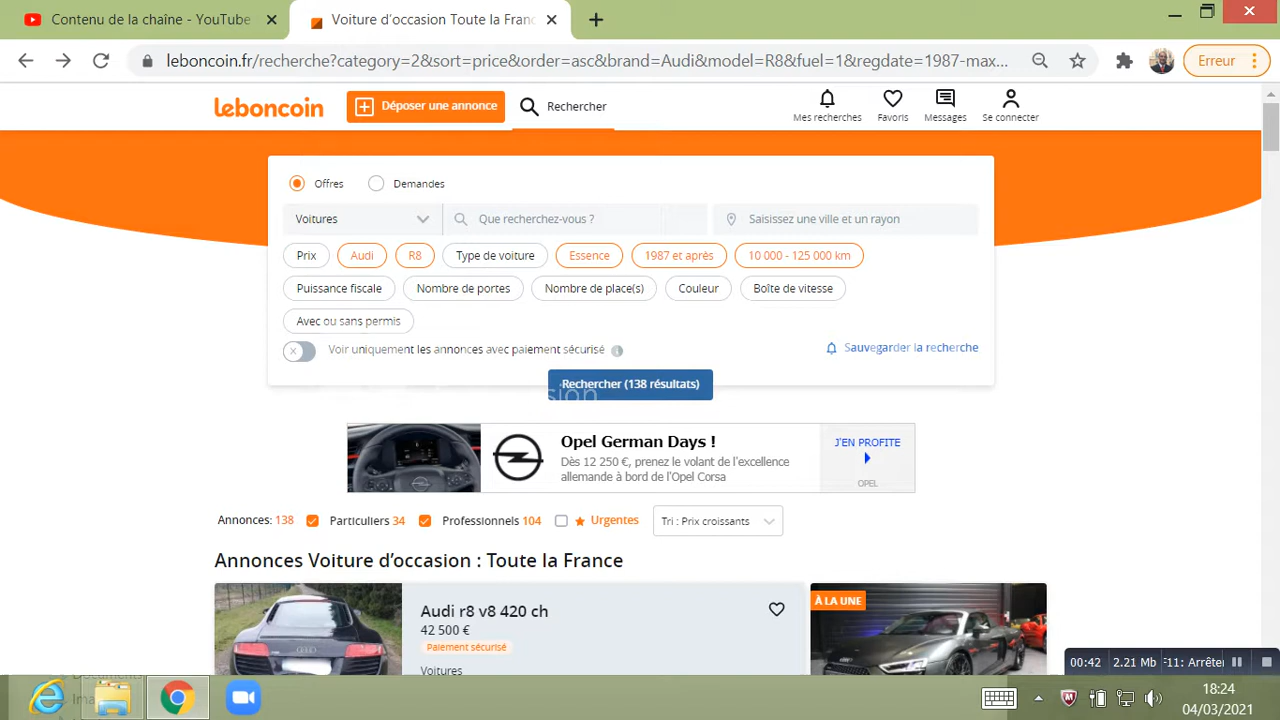 Contenu de la chaîne - YouTube
Voiture d'occasion Toute la Franc
leboncoin.fr/recherche?category=2&sort=price&order=asc&brand=Audi&model=R8&fuel=1&regdate=1987-max...
Erreur
leboncoin
Déposer une annonce
Rechercher
Mes recherches
Favoris
Messages
Se connecter
Offres
Demandes
Voitures
Que recherchez-vous ?
Saisissez une ville et un rayon
Prix
Audi
R8
Type de voiture
Essence
1987 et après
10 000 - 125 000 km
Puissance fiscale
Nombre de portes
Nombre de place(s)
Couleur
Boîte de vitesse
Avec ou sans permis
Voir uniquement les annonces avec paiement sécurisé
Sauvegarder la recherche
Rechercher (138 résultats)
Opel German Days !
Dès 12 250 €, prenez le volant de l'excellence
allemande à bord de l'Opel Corsa
J'EN PROFITE
OPEL
Annonces: 138
Particuliers 34
Professionnels 104
Urgentes
Tri : Prix croissants
Annonces Voiture d'occasion : Toute la France
Audi r8 v8 420 ch
42 500 €
Paiement sécurisé
Voitures
À LA UNE
00:42
2.21 Mb
F11: Arrêter
18:24
04/03/2021